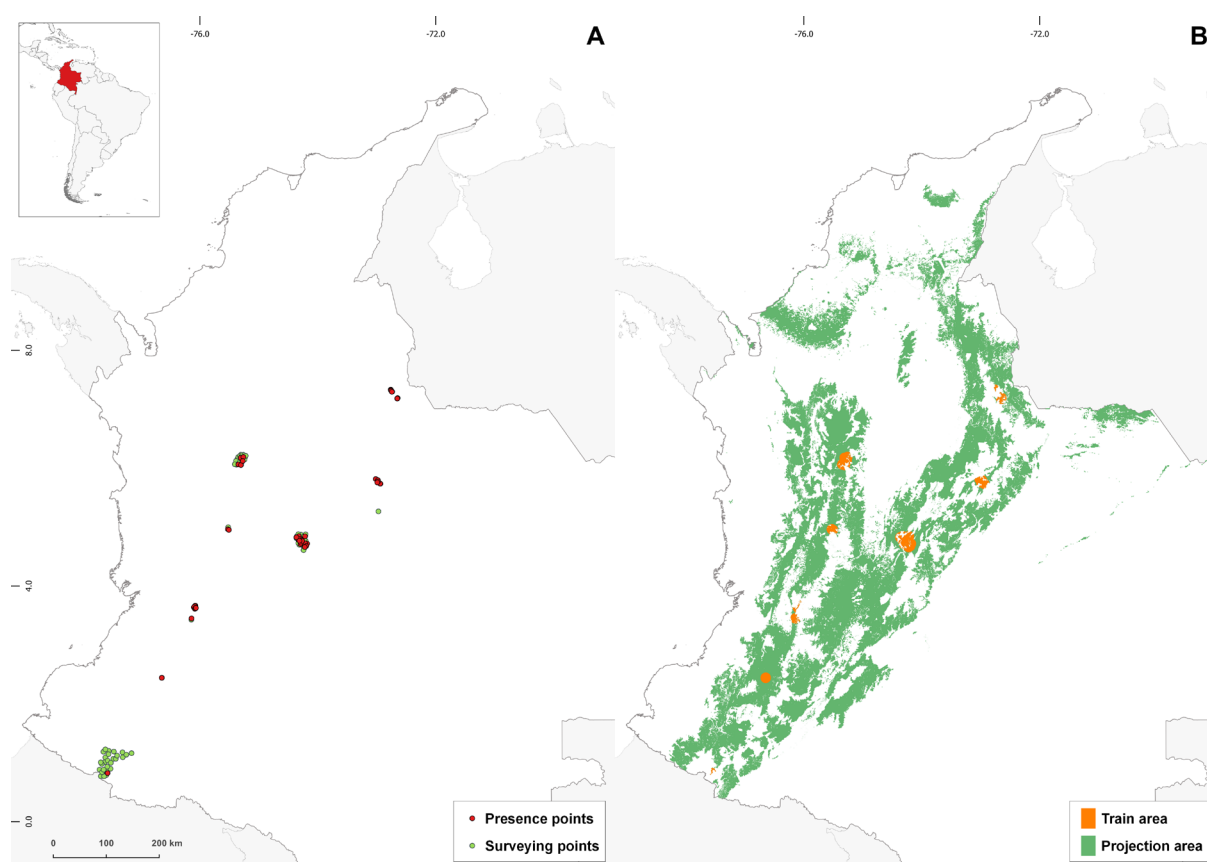 -76.0
-72.0
A
-76.0
-72.0
B
8.0
4.0
0.0
0
100
200 km
Presence points
Surveying points
Train area
Projection area